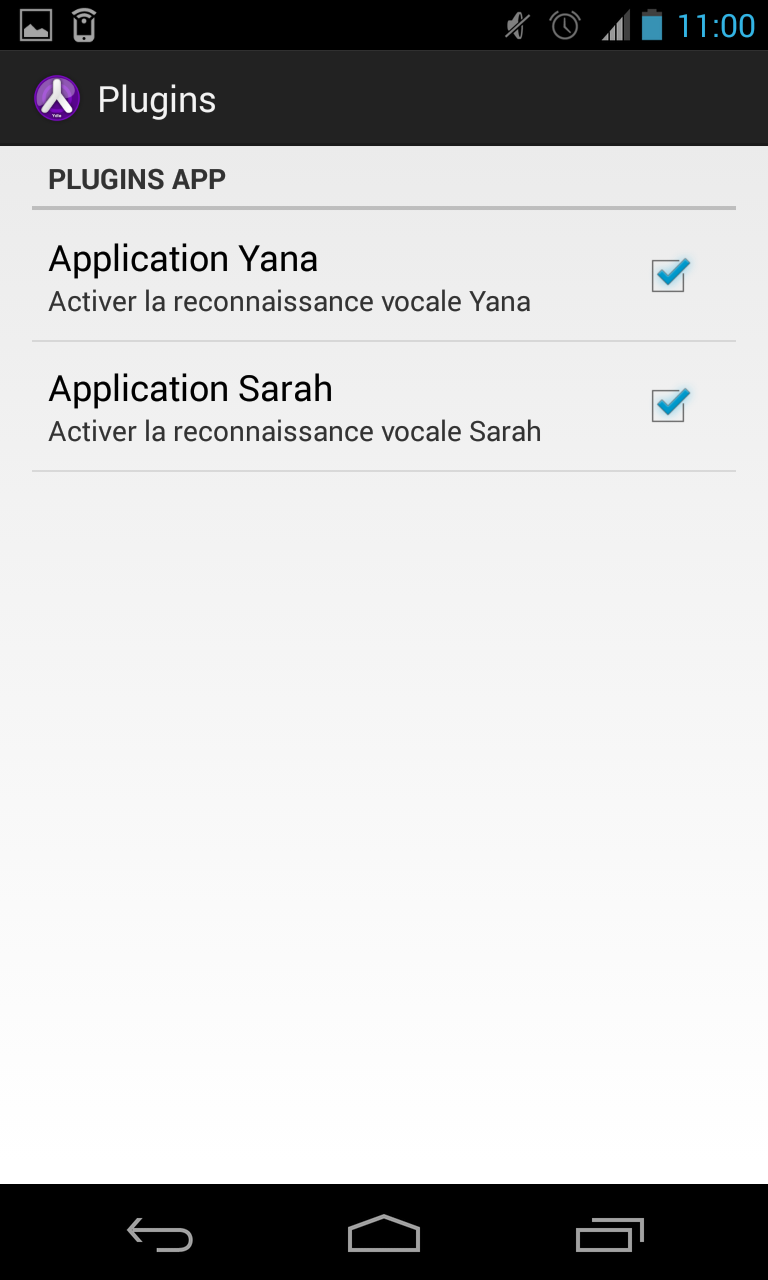 11:00
Plugins
PLUGINS APP
Application Yana
Activer la reconnaissance vocale Yana
Application Sarah
Activer la reconnaissance vocale Sarah